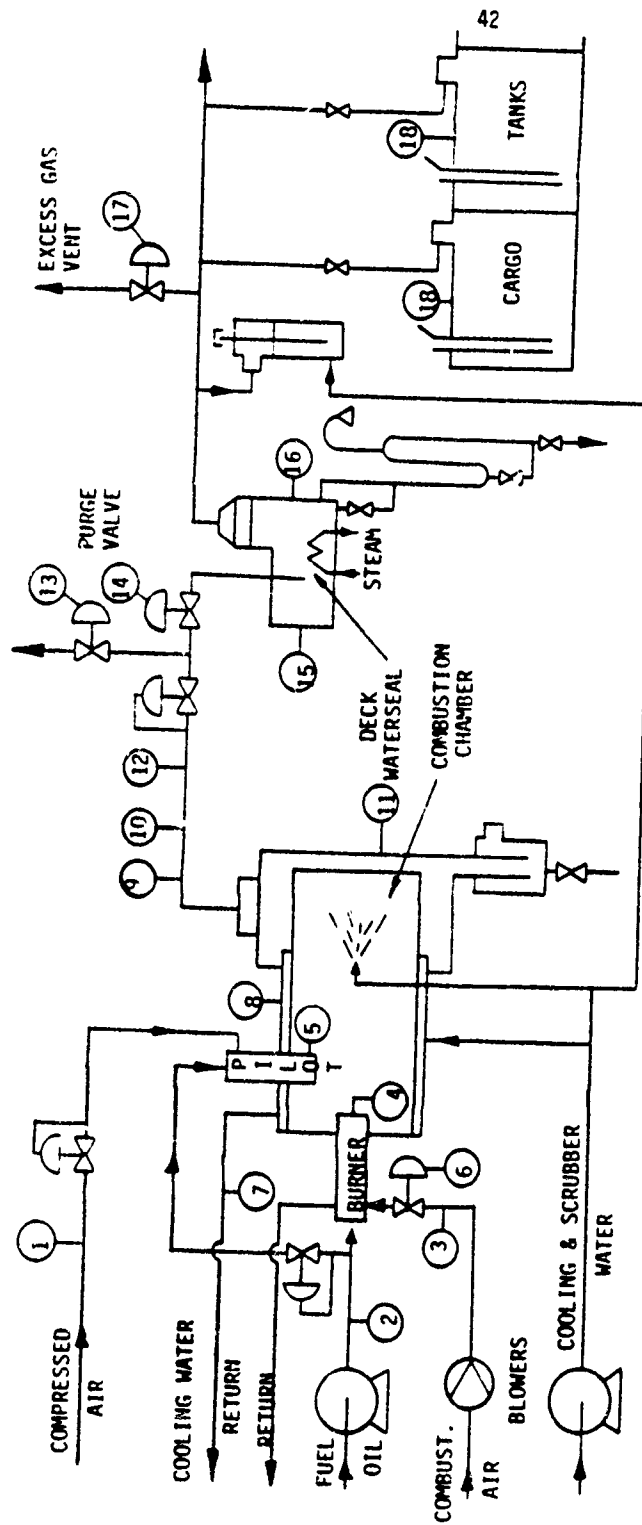 42
EXCESS GAS
VENT
17
PURGE
VALVE
13
14
12
10
9
16
15
STEAM
DECK
WATERSEAL
COMBUSTION
CHAMBER
11
18
18
CARGO
TANKS
8
5
PILOT
4
BURNER
6
3
7
1
2
COMPRESSED
AIR
COOLING WATER
RETURN
RETURN
FUEL
OIL
COMBUST.
AIR
BLOWERS
COOLING & SCRUBBER
WATER